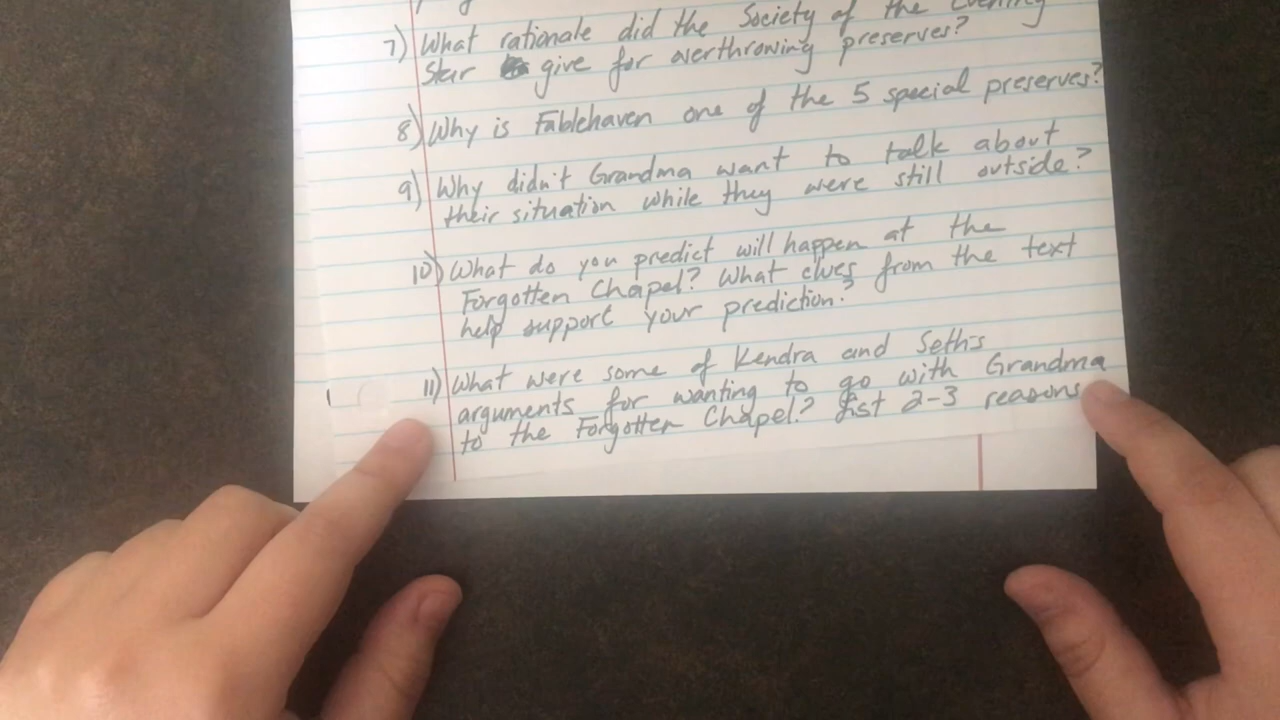 7) What rationale did the Society of the Evening
Star give for overthrowing preserves?
8) Why is Fablehaven one of the 5 special preserves?
9) Why didn't Grandma want to talk about
their situation while they were still outside?
10) What do you predict will happen at the
Forgotten Chapel? What clues from the text
help support your prediction?
11) What were some of Kendra and Seth's
arguments for wanting to go with Grandma
to the Forgotten Chapel? List 2-3 reasons.